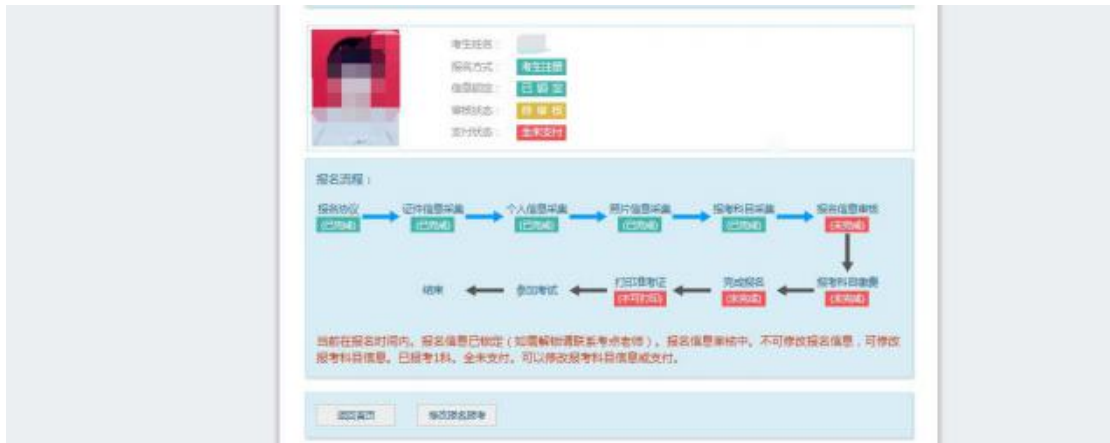 考生姓名：
报名方式： 考生注册
信息锁定： 已 锁 定
审核状态： 待 审 核
支付状态： 全未支付
报名流程：
报名协议 证件信息采集 个人信息采集 照片信息采集 报考科目采集 报名信息审核
(已完成) (已完成) (已完成) (已完成) (已完成) (未完成)
结束 参加考试 打印准考证 完成报名 报考科目缴费
(不可打印) (未完成) (未完成)
当前在报名时间内。报名信息已锁定（如需解锁请联系考点老师）。报名信息审核中。不可修改报名信息，可修改
报考科目信息。已报考1科。全未支付。可以修改报考科目信息或支付。
返回首页 修改报名报考